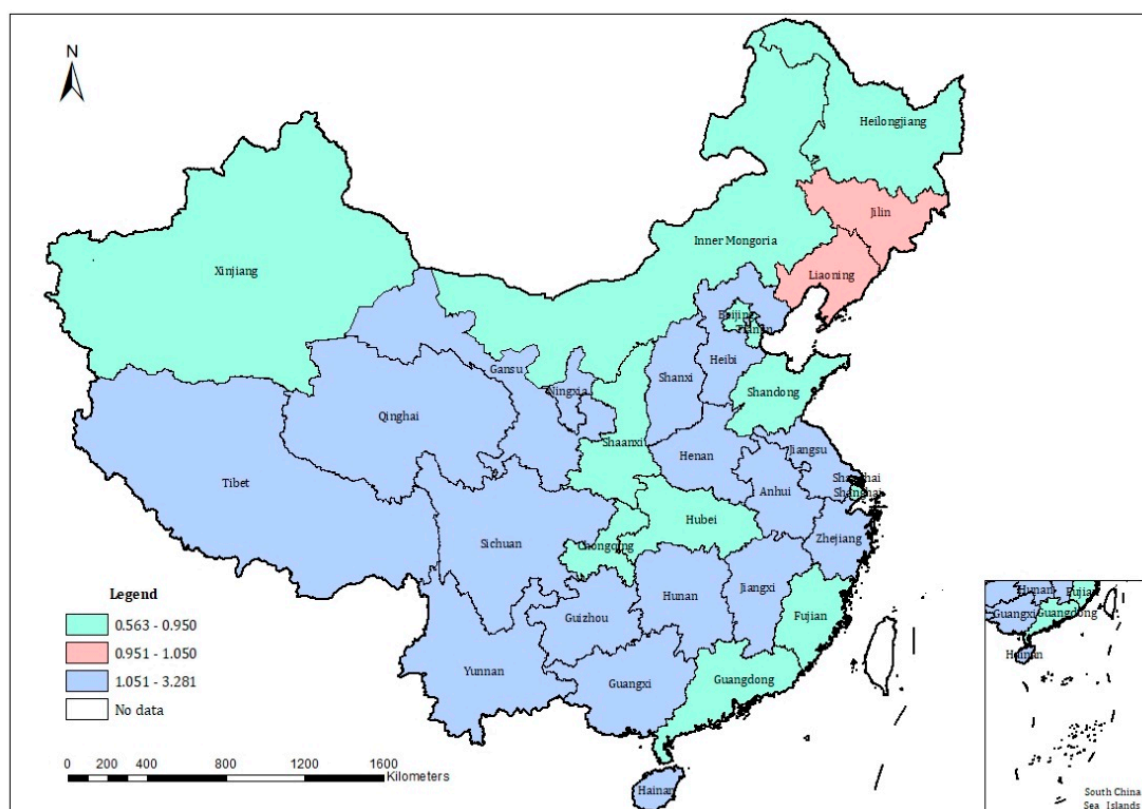 N
Heilongjiang
Jilin
Inner Mongoria
Xinjiang
Liaoning
Beijing
Tianjin
Gansu
Shanxi
Heibi
Ningxia
Shandong
Qinghai
Shaanxi
Jiangsu
Henan
Tibet
Shanghai
Anhui
Shanghai
Hubei
Zhejiang
Sichuan
Chongqing
Jiangxi
Hunan
Guizhou
Fujian
Yunnan
Guangxi
Guangdong
Hainan
Legend
0.563 - 0.950
0.951 - 1.050
1.051 - 3.281
No data
0 200 400 800 1200 1600
Kilometers
Hunan Fujian
Guangxi Guangdong
Hainan
South China
Sea Islands